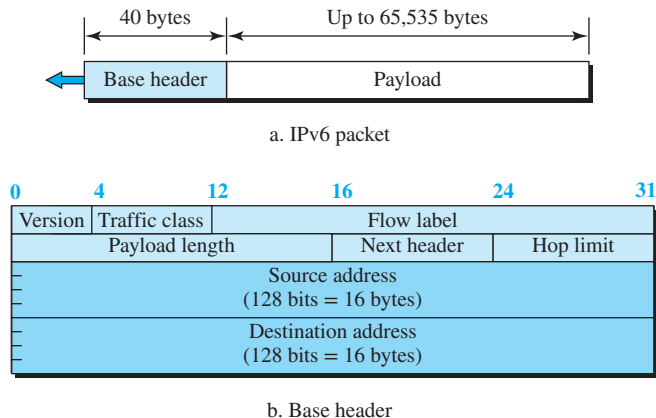 40 bytes Up to 65,535 bytes
Base header Payload
a. IPv6 packet
0 4 12 16 24 31
Version Traffic class Flow label
Payload length Next header Hop limit
Source address
(128 bits = 16 bytes)
Destination address
(128 bits = 16 bytes)
b. Base header